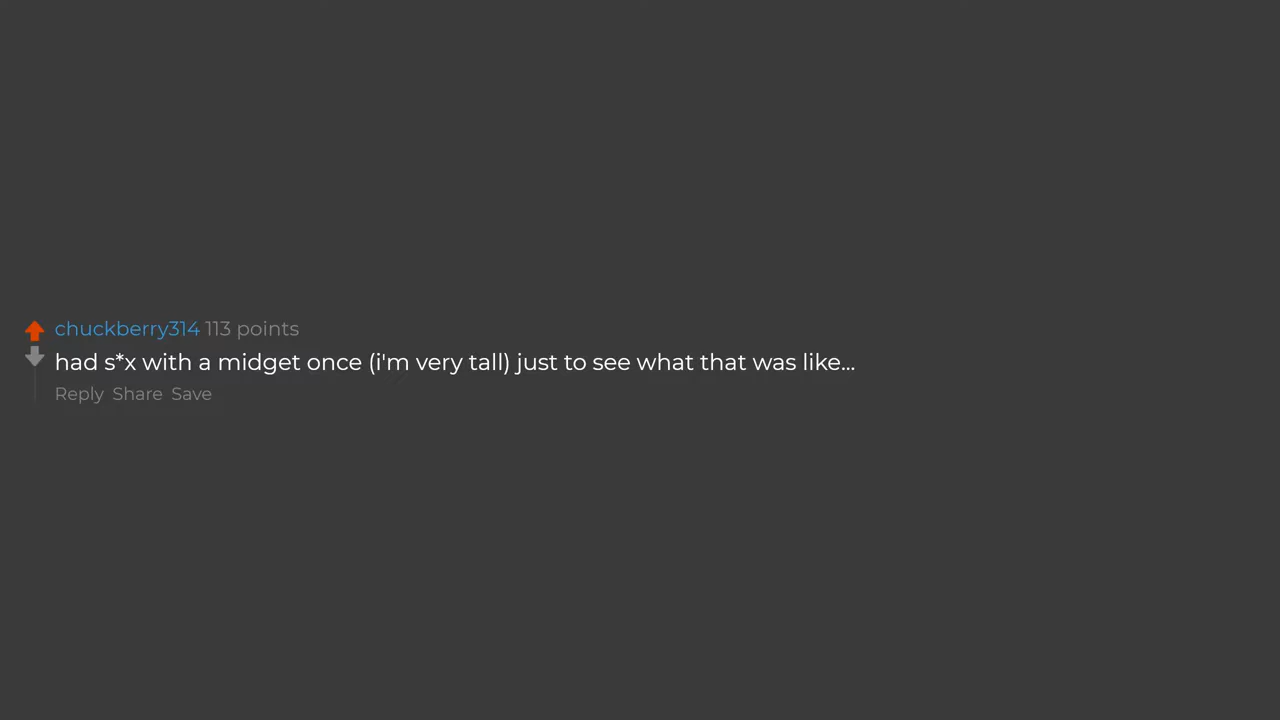 chuckberry314 113 points
had s*x with a midget once (i'm very tall) just to see what that was like...
Reply Share Save